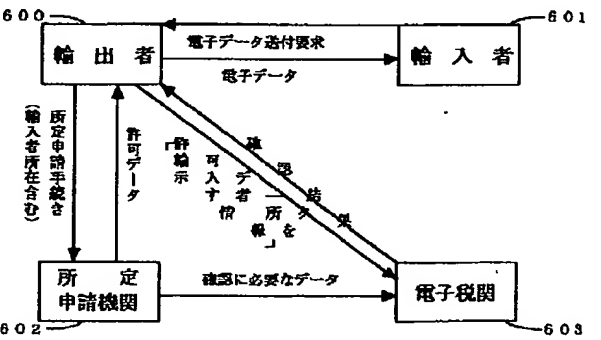 600
601
輸出者
輸入者
電子データ送付要求
電子データ
所定申請手続き
(輸入者所在含む)
許可データ
確認結果
所定
申請機関
確認に必要なデータ
電子税関
602
603